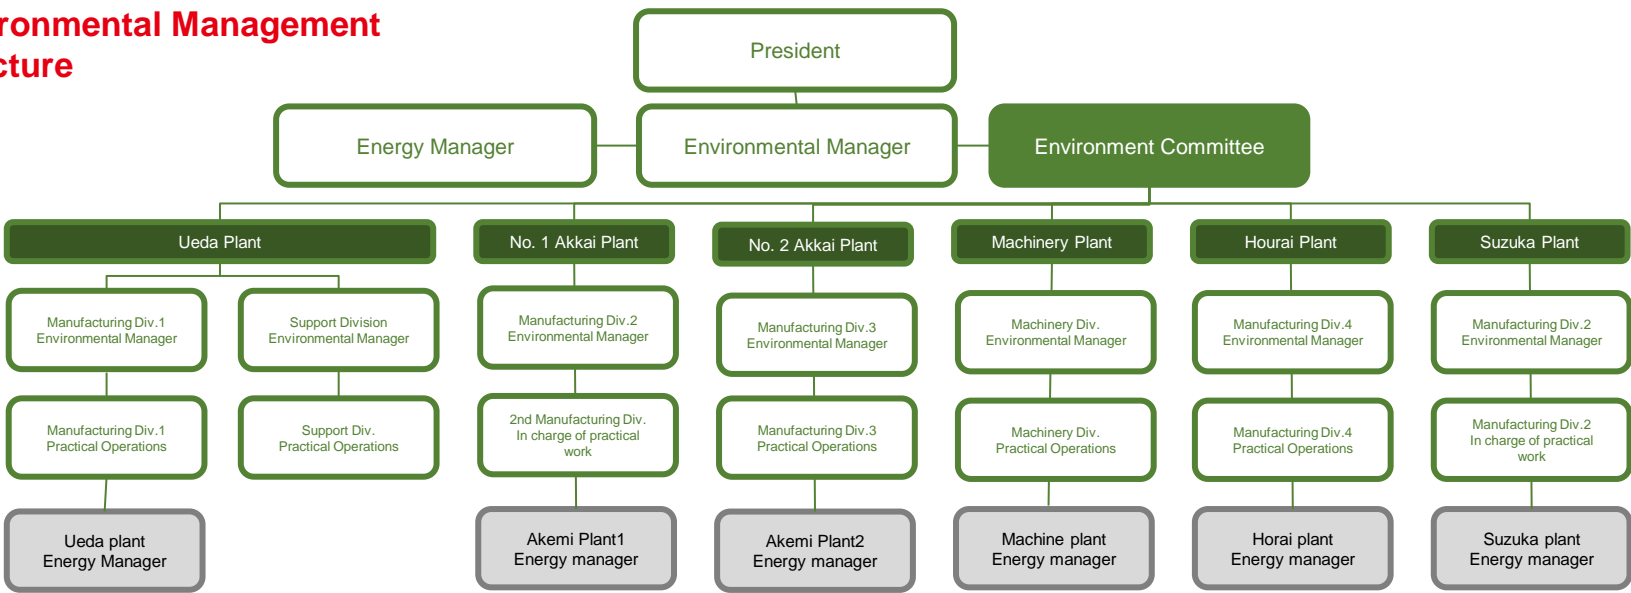 ronmental Management
cture
President
Energy Manager
Environmental Manager
Environment Committee
Ueda Plant
No. 1 Akkai Plant
No. 2 Akkai Plant
Machinery Plant
Hourai Plant
Suzuka Plant
Manufacturing Div.1
Environmental Manager
Support Division
Environmental Manager
Manufacturing Div.2
Environmental Manager
Manufacturing Div.3
Environmental Manager
Machinery Div.
Environmental Manager
Manufacturing Div.4
Environmental Manager
Manufacturing Div.2
Environmental Manager
Manufacturing Div.1
Practical Operations
Support Div.
Practical Operations
2nd Manufacturing Div.
In charge of practical
work
Manufacturing Div.3
Practical Operations
Machinery Div.
Practical Operations
Manufacturing Div.4
Practical Operations
Manufacturing Div.2
In charge of practical
work
Ueda plant
Energy Manager
Akemi Plant1
Energy manager
Akemi Plant2
Energy manager
Machine plant
Energy manager
Horai plant
Energy manager
Suzuka plant
Energy manager